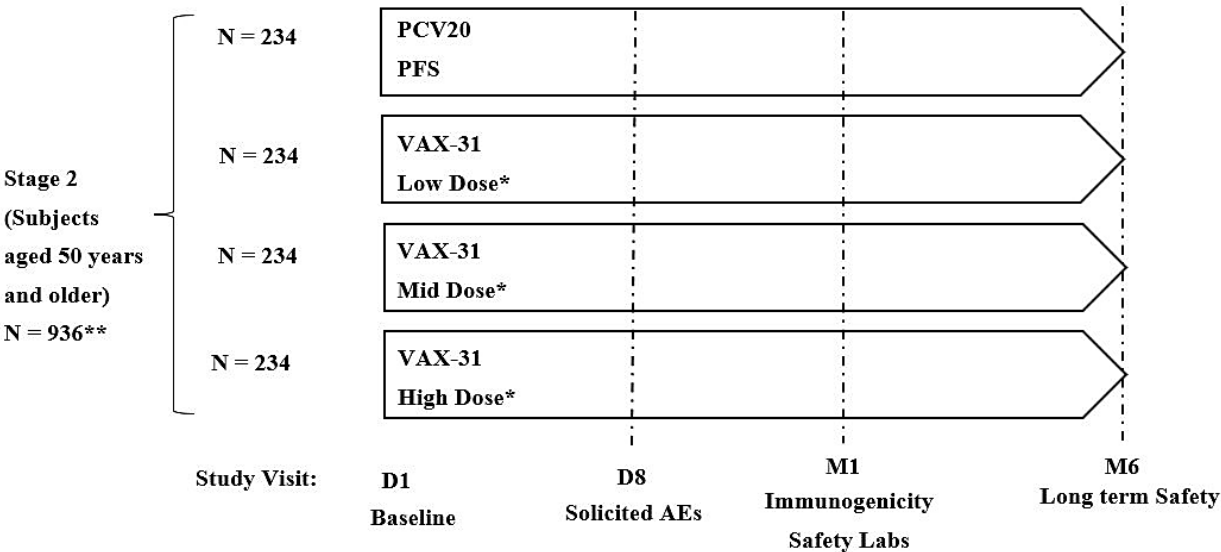 N = 234
PCV20
PFS
N = 234
VAX-31
Low Dose*
Stage 2
(Subjects
aged 50 years
and older)
N = 936**
N = 234
VAX-31
Mid Dose*
N = 234
VAX-31
High Dose*
Study Visit:
D1
Baseline
D8
Solicited AEs
M1
Immunogenicity
Safety Labs
M6
Long term Safety